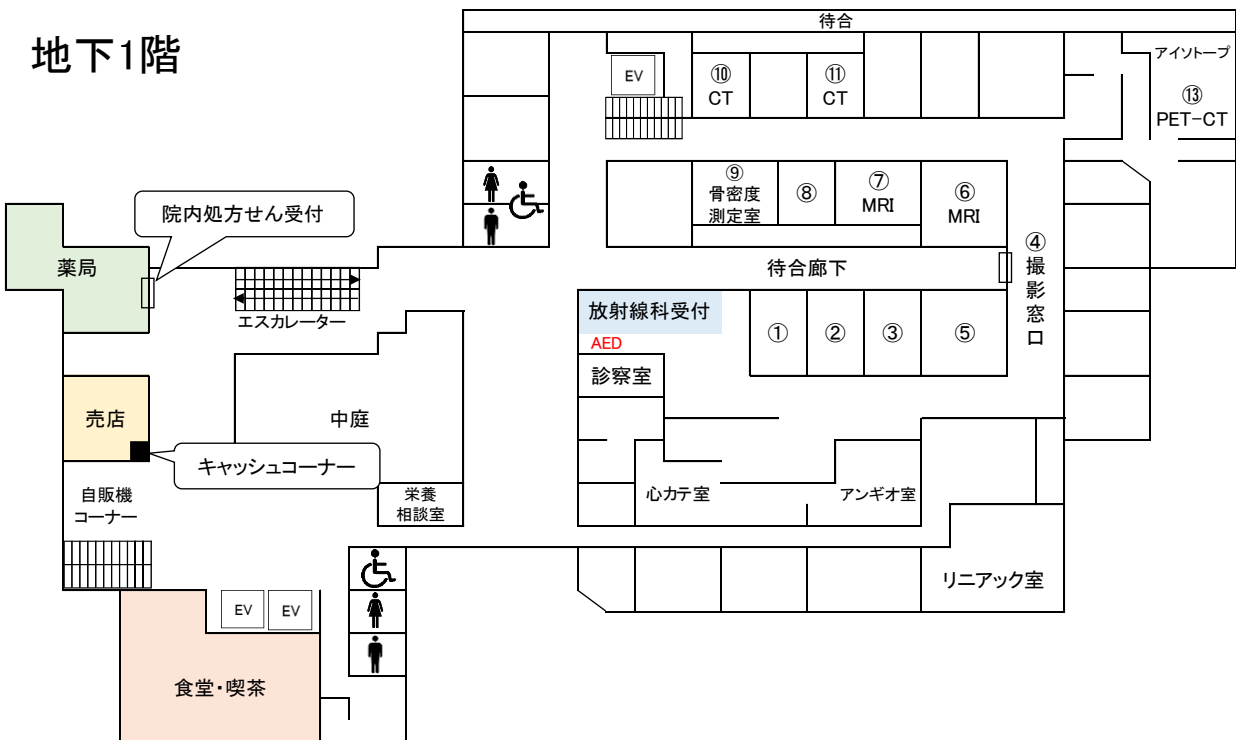 地下1階
待合
EV
⑩
CT
⑪
CT
アイソトープ
⑬
PET-CT
⑨
骨密度
測定室
⑧
⑦
MRI
⑥
MRI
院内処方せん受付
薬局
エスカレーター
待合廊下
④撮影窓口
放射線科受付
AED
診察室
①
②
③
⑤
売店
中庭
キャッシュコーナー
自販機
コーナー
栄養
相談室
心カテ室
アンギオ室
リニアック室
EV
EV
食堂・喫茶